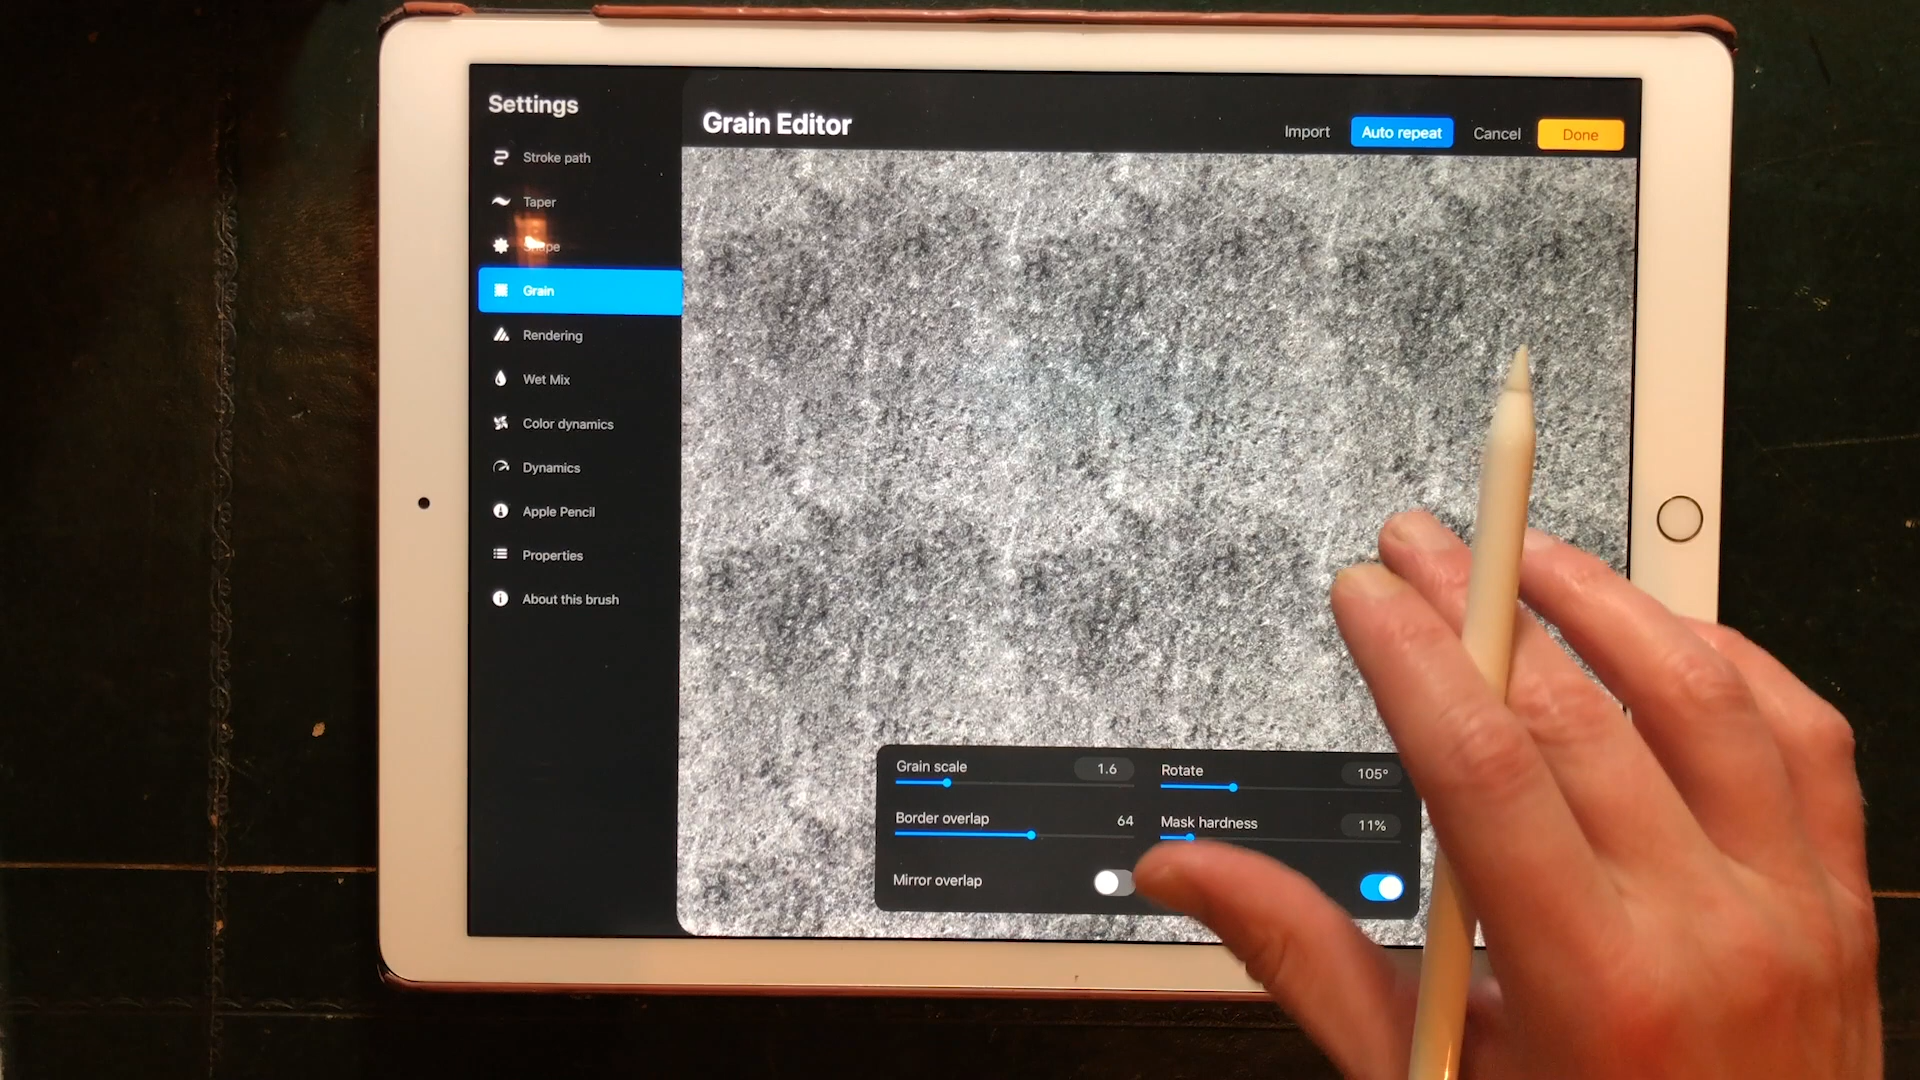 Settings
Grain Editor
Import
Auto repeat
Cancel
Done
Stroke path
Taper
Shape
Grain
Rendering
Wet Mix
Color dynamics
Dynamics
Apple Pencil
Properties
About this brush
Grain scale 1.6
Rotate 105°
Border overlap 64
Mask hardness 11%
Mirror overlap